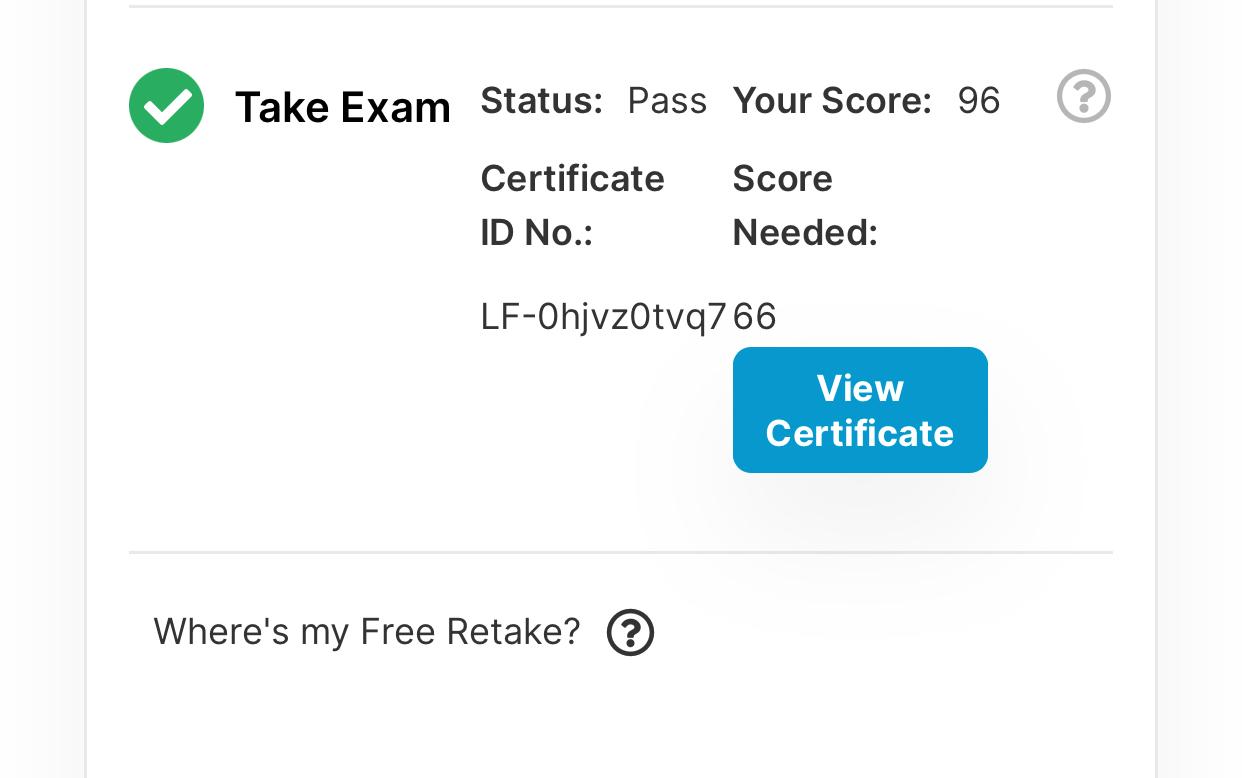 Take Exam
Status: Pass
Your Score: 96
Certificate
ID No.:
LF-0hjvz0tvq7
Score
Needed:
66
View
Certificate
Where's my Free Retake?